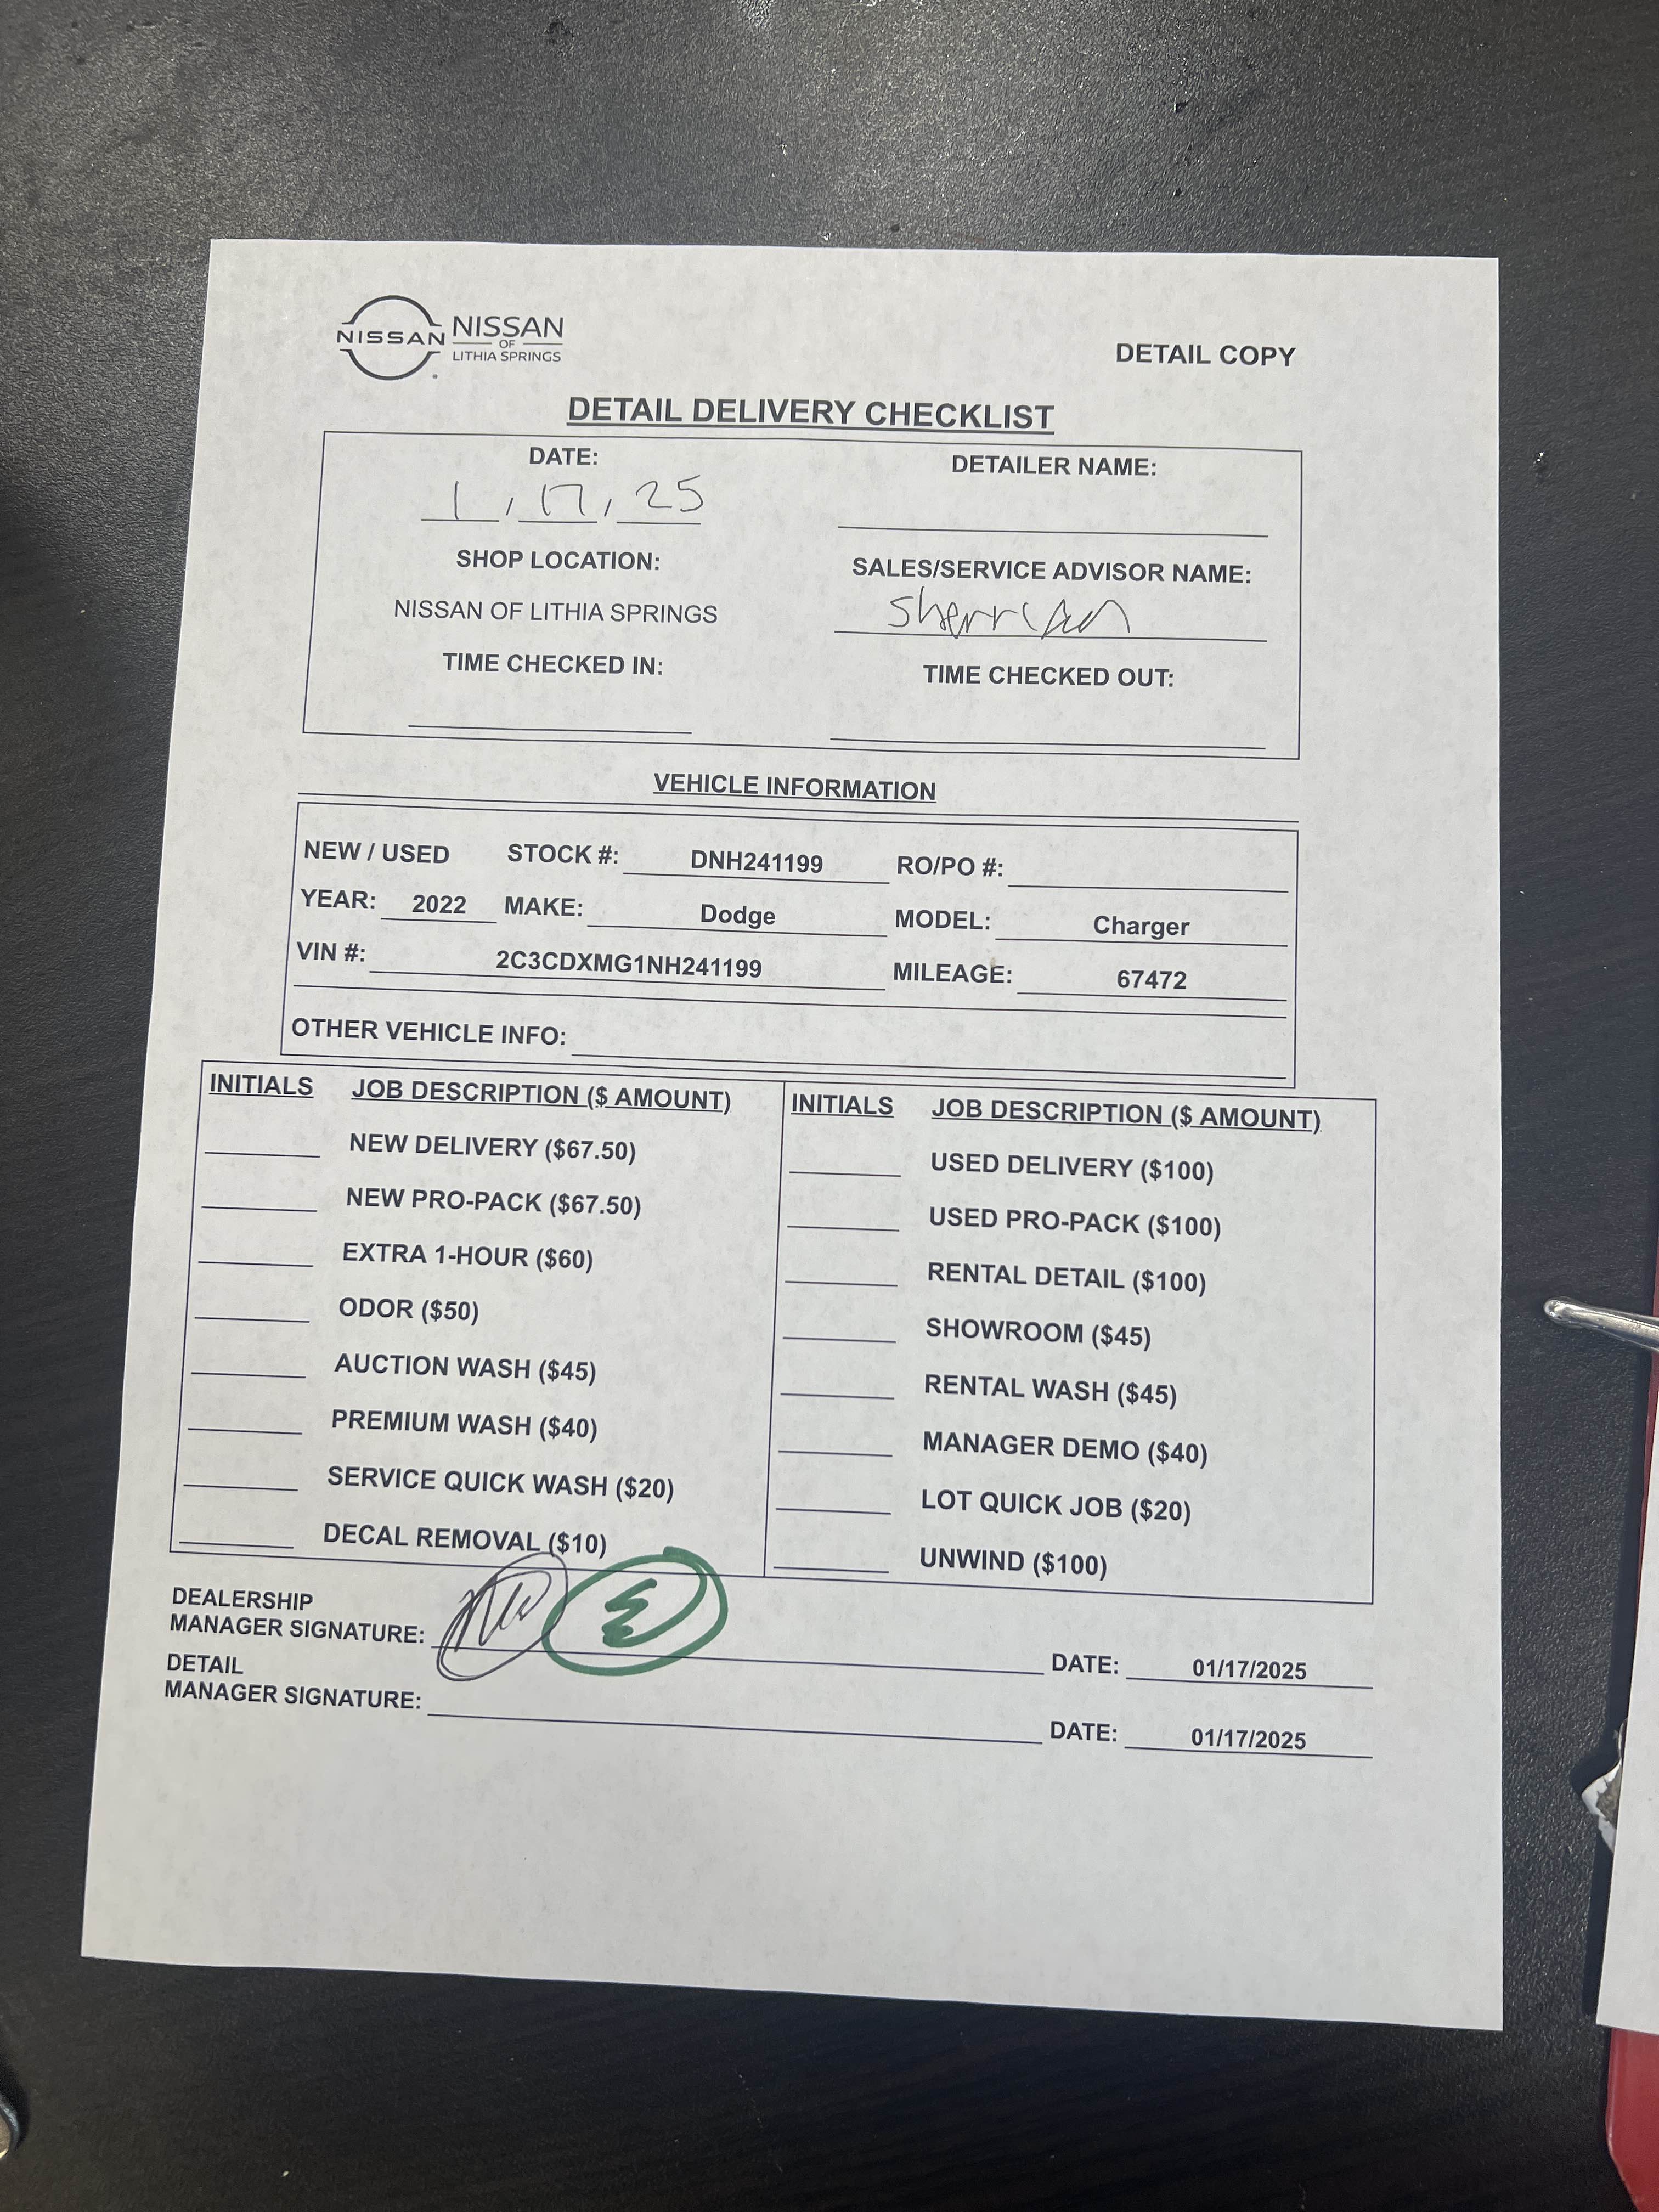 NISSAN NISSAN
OF
LITHIA SPRINGS
DETAIL COPY
DETAIL DELIVERY CHECKLIST
DATE: DETAILER NAME:
1 / 17 / 25
SHOP LOCATION: SALES/SERVICE ADVISOR NAME:
NISSAN OF LITHIA SPRINGS
TIME CHECKED IN: TIME CHECKED OUT:
VEHICLE INFORMATION
NEW / USED STOCK #: DNH241199 RO/PO #:
YEAR: 2022 MAKE: Dodge MODEL: Charger
VIN #: 2C3CDXMG1NH241199 MILEAGE: 67472
OTHER VEHICLE INFO:
INITIALS JOB DESCRIPTION ($ AMOUNT) INITIALS JOB DESCRIPTION ($ AMOUNT)
NEW DELIVERY ($67.50) USED DELIVERY ($100)
NEW PRO-PACK ($67.50) USED PRO-PACK ($100)
EXTRA 1-HOUR ($60) RENTAL DETAIL ($100)
ODOR ($50) SHOWROOM ($45)
AUCTION WASH ($45) RENTAL WASH ($45)
PREMIUM WASH ($40) MANAGER DEMO ($40)
SERVICE QUICK WASH ($20) LOT QUICK JOB ($20)
DECAL REMOVAL ($10) UNWIND ($100)
DEALERSHIP
MANAGER SIGNATURE: DATE: 01/17/2025
DETAIL
MANAGER SIGNATURE: DATE: 01/17/2025